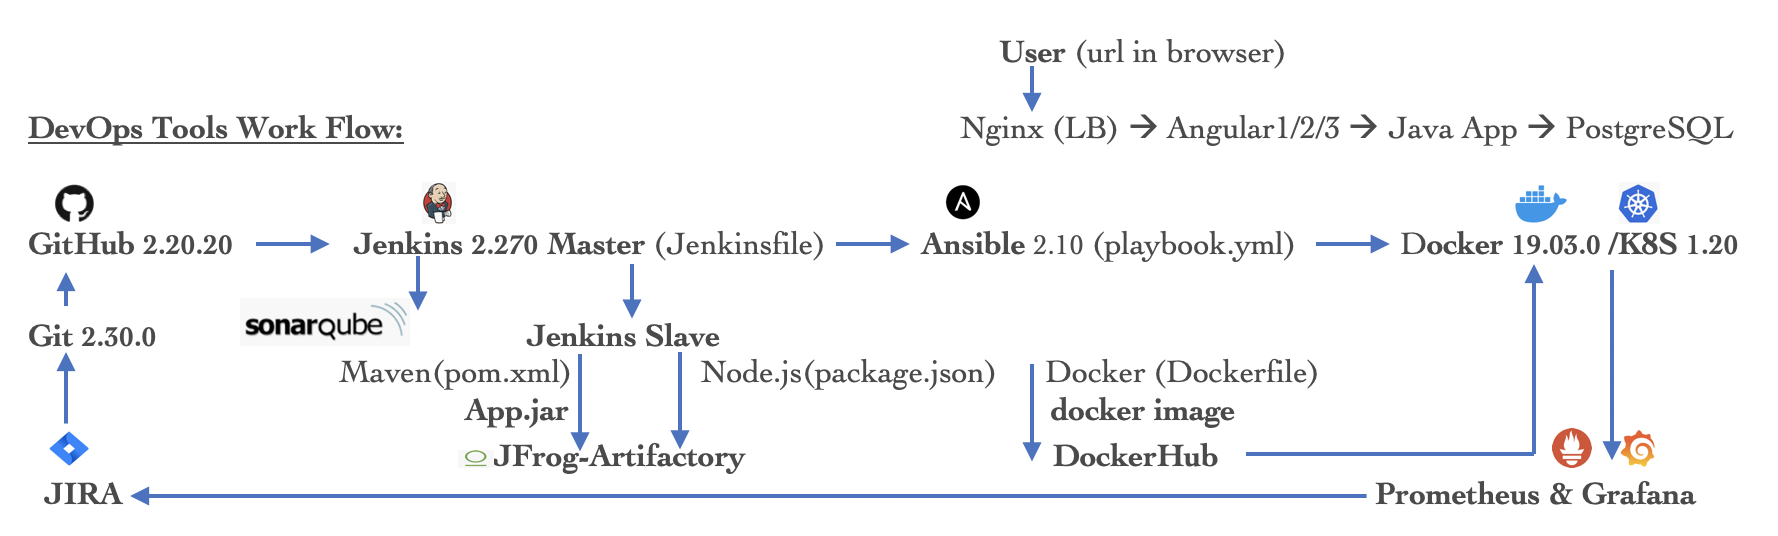 User (url in browser)
DevOps Tools Work Flow:
Nginx (LB) → Angular1/2/3 → Java App → PostgreSQL
GitHub 2.20.20
Jenkins 2.270 Master (Jenkinsfile)
Ansible 2.10 (playbook.yml)
Docker 19.03.0 /K8S 1.20
sonarqube
Git 2.30.0
Jenkins Slave
Maven(pom.xml)
Node.js(package.json)
Docker (Dockerfile)
App.jar
docker image
JFrog-Artifactory
DockerHub
JIRA
Prometheus & Grafana